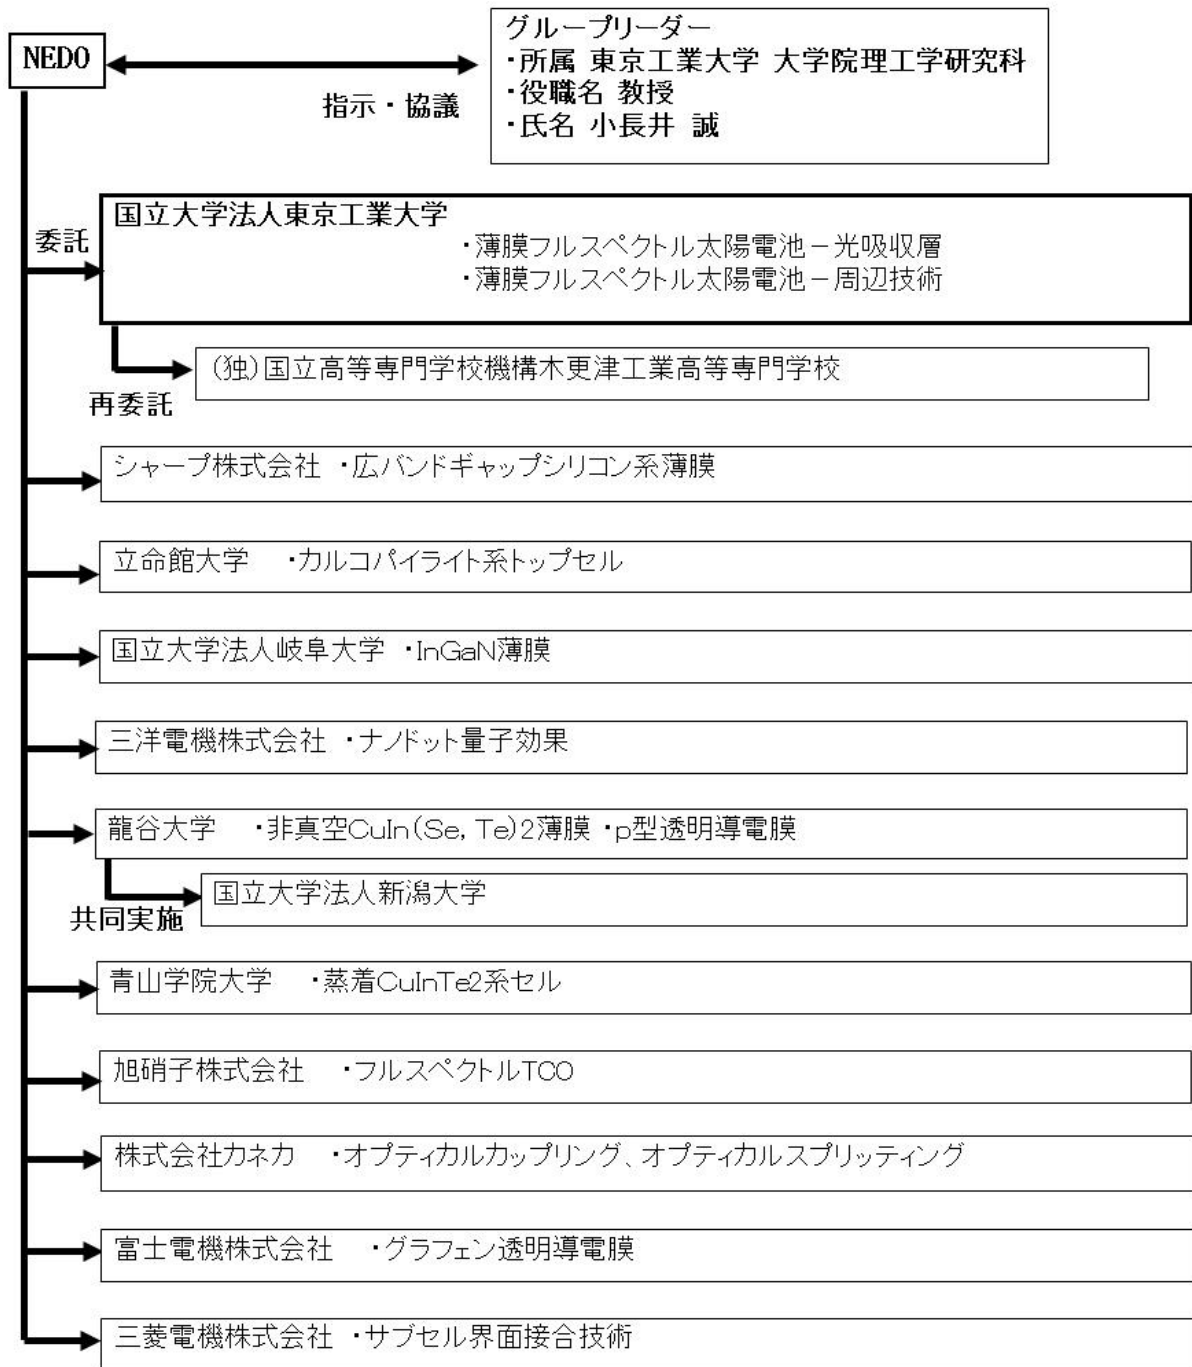 NEDO
グループリーダー
・所属 東京工業大学 大学院理工学研究科
・役職名 教授
・氏名 小長井 誠
指示・協議
委託
国立大学法人東京工業大学
・薄膜フルスペクトル太陽電池－光吸収層
・薄膜フルスペクトル太陽電池－周辺技術
再委託
(独)国立高等専門学校機構木更津工業高等専門学校
シャープ株式会社 ・広バンドギャップシリコン系薄膜
立命館大学 ・カルコパイライト系トップセル
国立大学法人岐阜大学 ・InGaN薄膜
三洋電機株式会社 ・ナノドット量子効果
龍谷大学 ・非真空CuIn(Se, Te)2薄膜 ・p型透明導電膜
共同実施
国立大学法人新潟大学
青山学院大学 ・蒸着CuInTe2系セル
旭硝子株式会社 ・フルスペクトルTCO
株式会社カネカ ・オプティカルカップリング、オプティカルスプリッティング
富士電機株式会社 ・グラフェン透明導電膜
三菱電機株式会社 ・サブセル界面接合技術